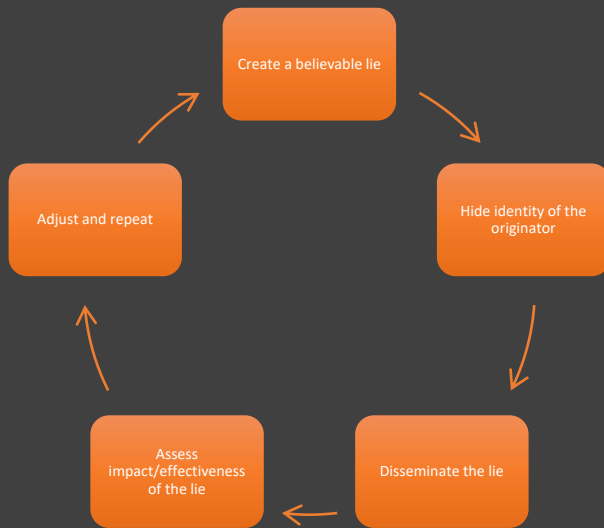 Create a believable lie
Hide identity of the
originator
Disseminate the lie
Assess
impact/effectiveness
of the lie
Adjust and repeat